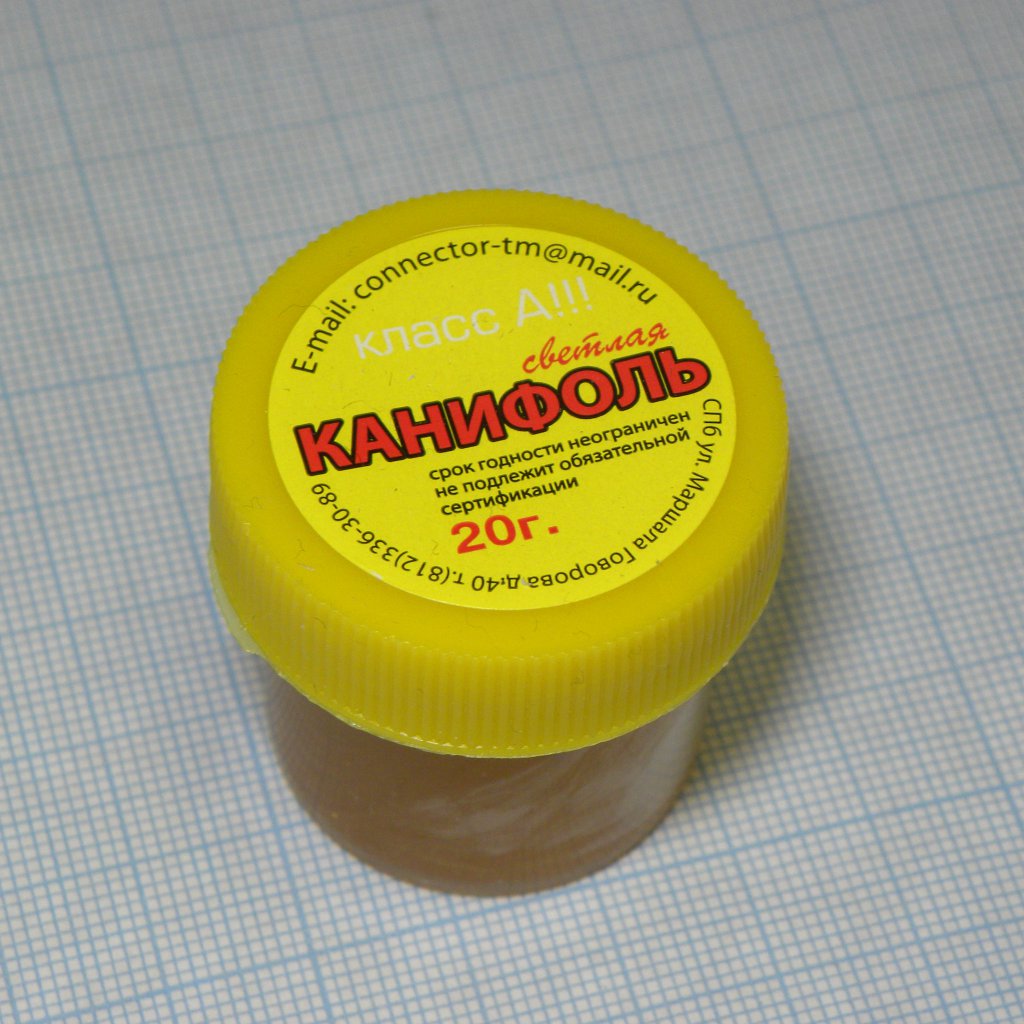 E-mail: connector-tm@mail.ru
класс А!!!
светлая
КАНИФОЛЬ
срок годности неограничен
не подлежит обязательной
сертификации
20г.
СПб ул. Маршала Говорова д.40 т.(812)336-30-89